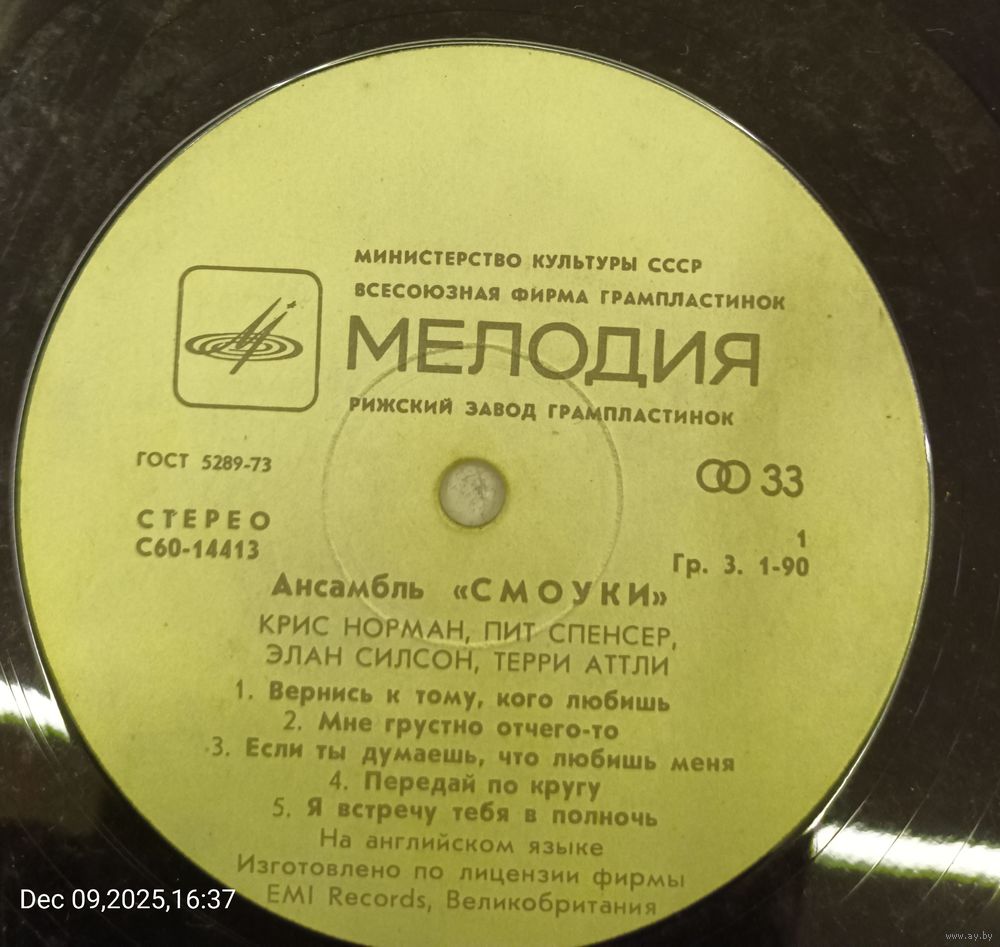 МИНИСТЕРСТВО КУЛЬТУРЫ СССР
ВСЕСОЮЗНАЯ ФИРМА ГРАМПЛАСТИНОК
МЕЛОДИЯ
РИЖСКИЙ ЗАВОД ГРАМПЛАСТИНОК
ГОСТ 5289-73
33
СТЕРЕО
С60-14413
1
Гр. 3. 1-90
Ансамбль «СМОУКИ»
КРИС НОРМАН, ПИТ СПЕНСЕР,
ЭЛАН СИЛСОН, ТЕРРИ АТТЛИ
1. Вернись к тому, кого любишь
2. Мне грустно отчего-то
3. Если ты думаешь, что любишь меня
4. Передай по кругу
5. Я встречу тебя в полночь
На английском языке
Изготовлено по лицензии фирмы
EMI Records, Великобритания
Dec 09,2025,16:37
www.ay.by